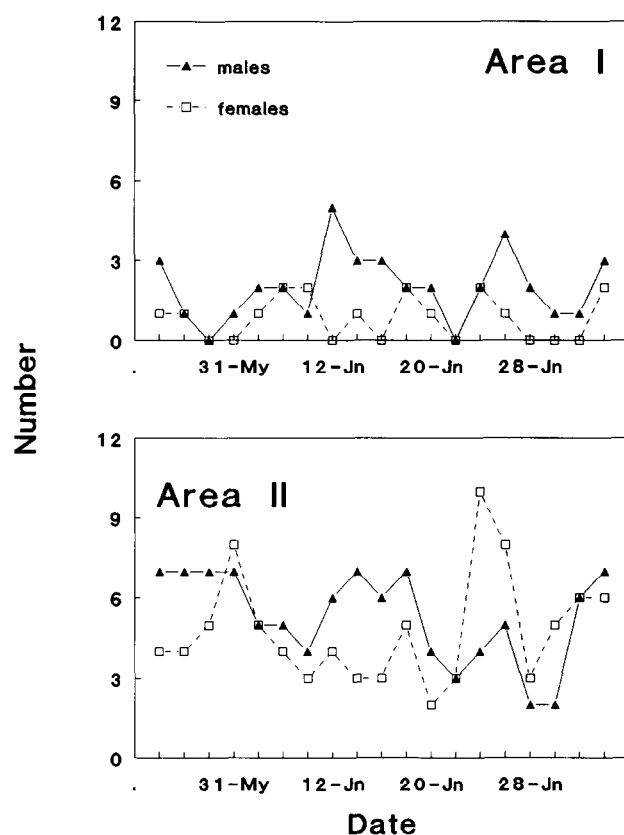 12
Area I
males
9
females
6
3
0
. 31-My 12-Jn 20-Jn 28-Jn
Number
12
Area II
9
6
3
0
. 31-My 12-Jn 20-Jn 28-Jn
Date